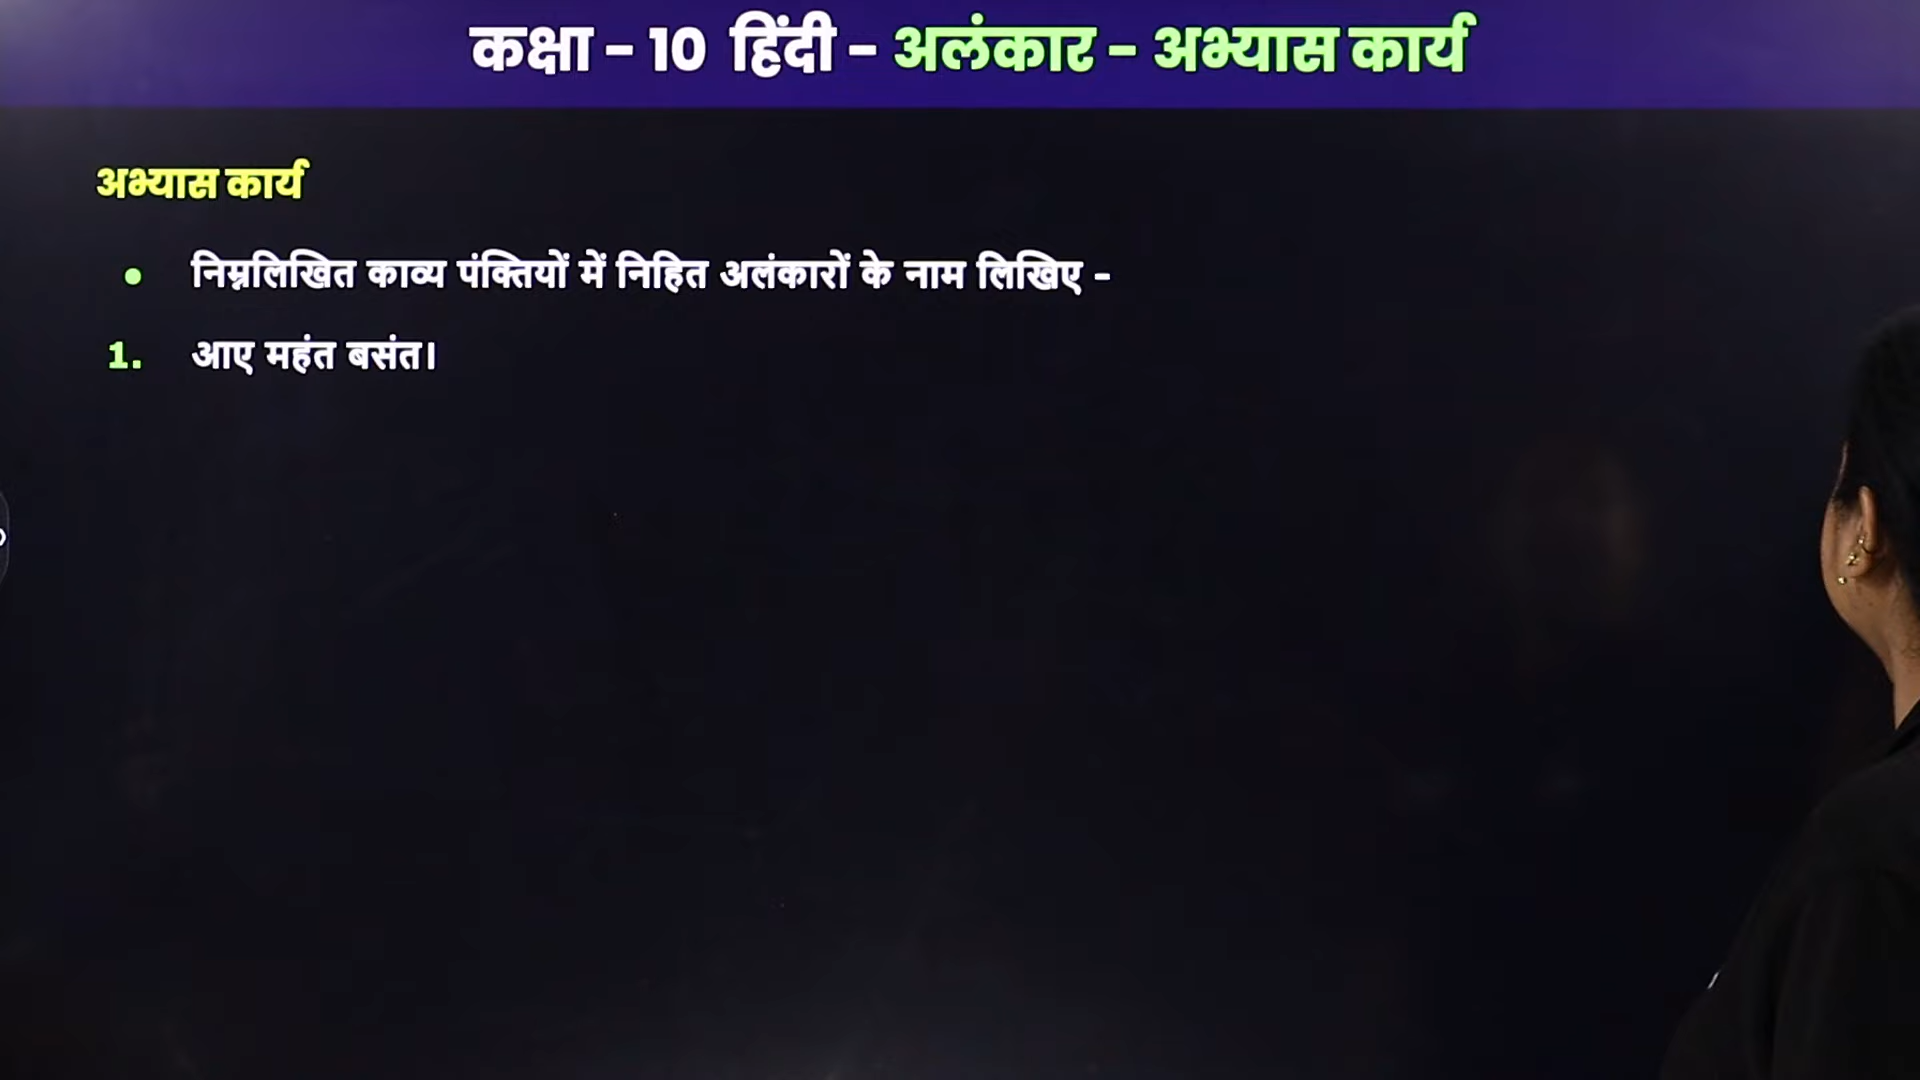 कक्षा - 10 हिंदी - अलंकार - अभ्यास कार्य
अभ्यास कार्य
• निम्नलिखित काव्य पंक्तियों में निहित अलंकारों के नाम लिखिए -
1. आए महंत बसंत।